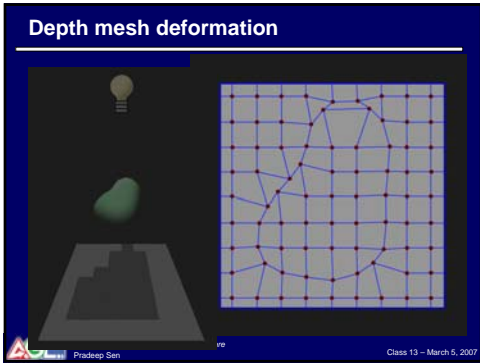 Depth mesh deformation
Pradeep Sen
Class 13 – March 5, 2007